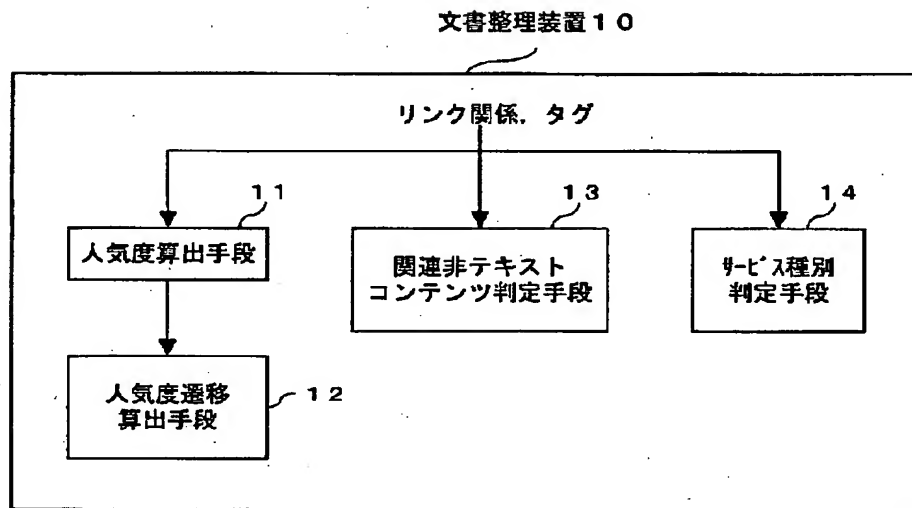 文書整理装置１０
リンク関係，タグ
１１
１３
１４
人気度算出手段
関連非テキスト
コンテンツ判定手段
ｻｰﾋﾞｽ種別
判定手段
人気度遷移
算出手段
１２